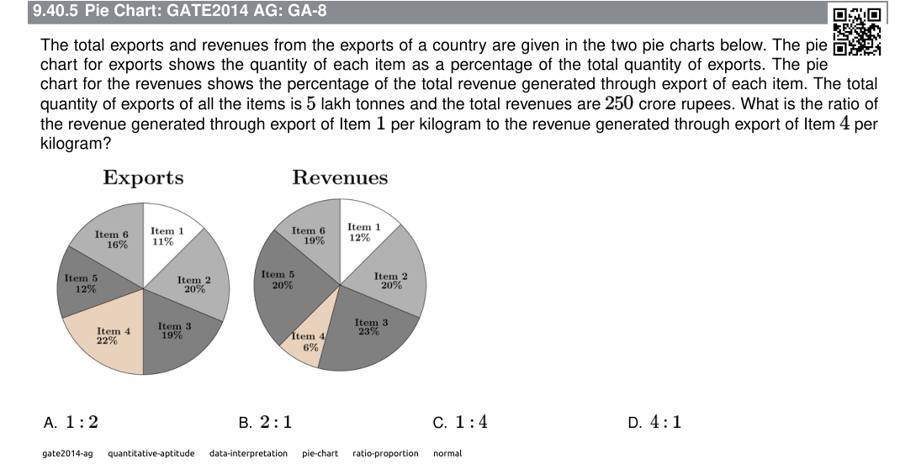 9.40.5 Pie Chart: GATE2014 AG: GA-8
The total exports and revenues from the exports of a country are given in the two pie charts below. The pie
chart for exports shows the quantity of each item as a percentage of the total quantity of exports. The pie
chart for the revenues shows the percentage of the total revenue generated through export of each item. The total
quantity of exports of all the items is 5 lakh tonnes and the total revenues are 250 crore rupees. What is the ratio of
the revenue generated through export of Item 1 per kilogram to the revenue generated through export of Item 4 per
kilogram?
Exports
Item 1
11%
Item 2
20%
Item 3
19%
Item 4
22%
Item 5
12%
Item 6
16%
Revenues
Item 1
12%
Item 2
20%
Item 3
23%
Item 4
6%
Item 5
20%
Item 6
19%
A. 1 : 2
B. 2 : 1
C. 1 : 4
D. 4 : 1
gate2014-ag quantitative-aptitude data-interpretation pie-chart ratio-proportion normal